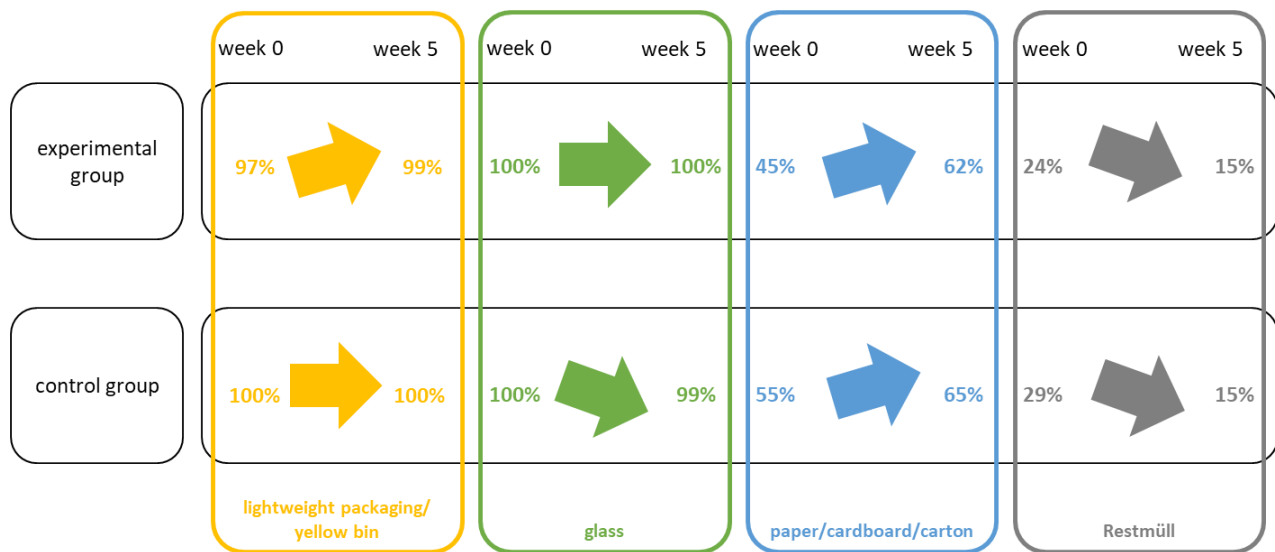 week 0 week 5 week 0 week 5 week 0 week 5 week 0 week 5
experimental
group
97% 99% 100% 100% 45% 62% 24% 15%
control group
100% 100% 100% 99% 55% 65% 29% 15%
lightweight packaging/
yellow bin
glass
paper/cardboard/carton
Restmüll